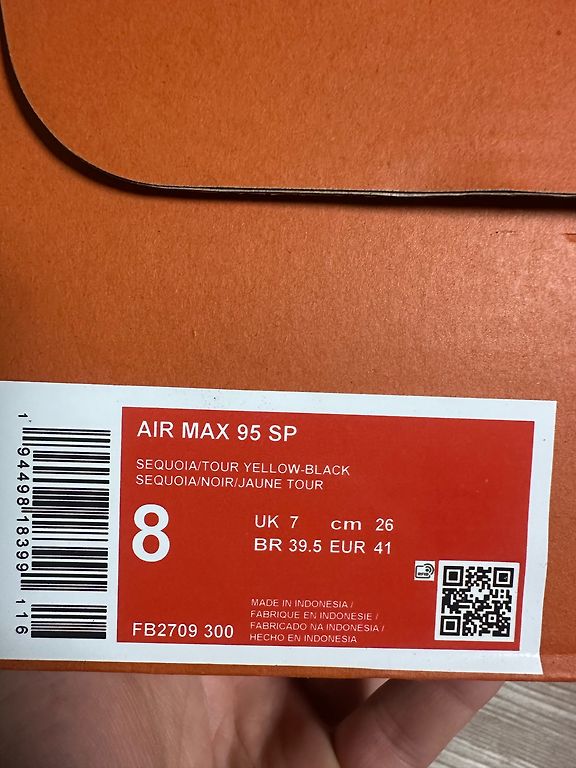 AIR MAX 95 SP
SEQUOIA/TOUR YELLOW-BLACK
SEQUOIA/NOIR/JAUNE TOUR
8
UK 7 cm 26
BR 39.5 EUR 41
FB2709 300
MADE IN INDONESIA /
FABRIQUE EN INDONESIE /
FABRICADO NA INDONESIA /
HECHO EN INDONESIA
RFID
1 94498 18399 1 16